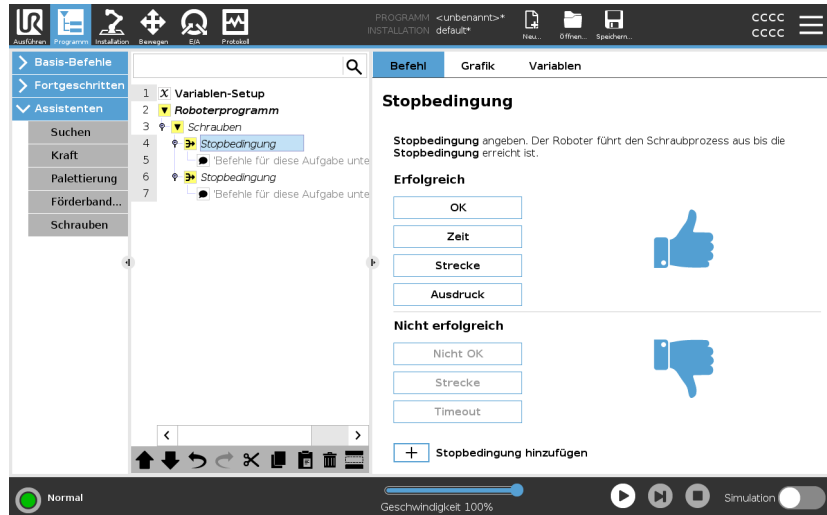 UR
PROGRAMM <unbenannt>*
INSTALLATION default*
CCCC
CCCC
Ausführen
Programm
Installation
Bewegen
E/A
Protokoll
Neu...
Öffnen...
Speichern...
Basis-Befehle
Fortgeschritten
Assistenten
Suchen
Kraft
Palettierung
Förderband...
Schrauben
1 X Variablen-Setup
2 Roboterprogramm
3 Schrauben
4 Stopbedingung
5 'Befehle für diese Aufgabe unte
6 Stopbedingung
7 'Befehle für diese Aufgabe unte
Befehl Grafik Variablen
Stopbedingung
Stopbedingung angeben. Der Roboter führt den Schraubprozess aus bis die
Stopbedingung erreicht ist.
Erfolgreich
OK
Zeit
Strecke
Ausdruck
Nicht erfolgreich
Nicht OK
Strecke
Timeout
+ Stopbedingung hinzufügen
Normal
Geschwindigkeit 100%
Simulation